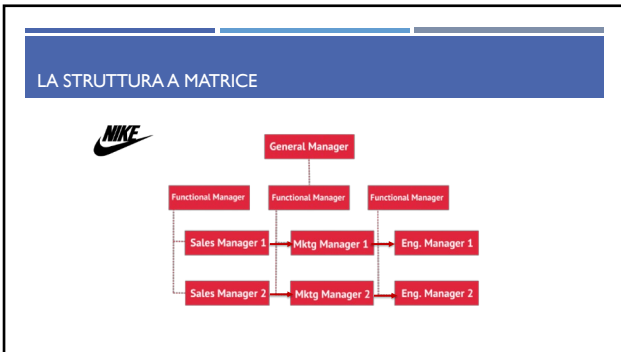 LA STRUTTURA A MATRICE
NIKE
General Manager
Functional Manager
Functional Manager
Functional Manager
Sales Manager 1
Mktg Manager 1
Eng. Manager 1
Sales Manager 2
Mktg Manager 2
Eng. Manager 2